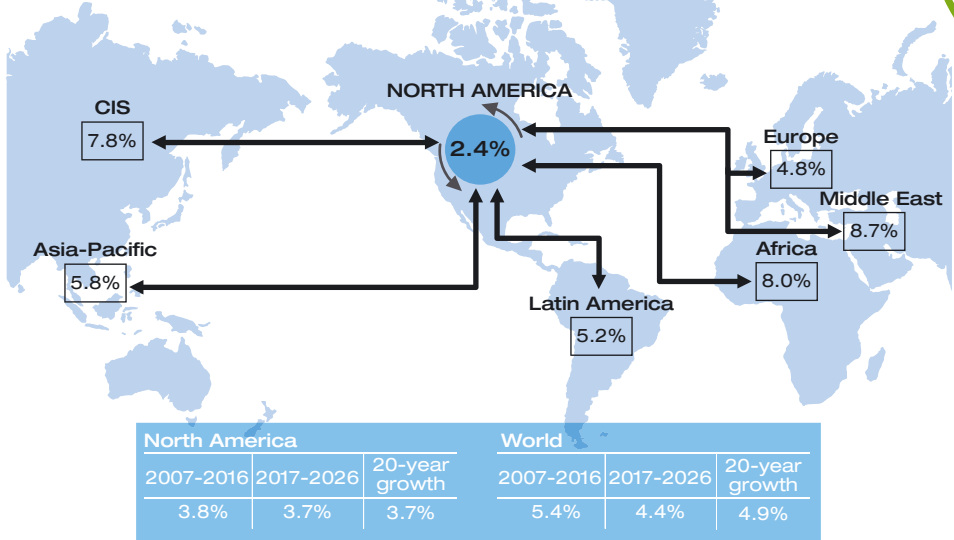 NORTH AMERICA
2.4%
CIS
7.8%
Europe
4.8%
Middle East
8.7%
Asia-Pacific
5.8%
Africa
8.0%
Latin America
5.2%
North America
2007-2016 2017-2026 20-year growth
3.8% 3.7% 3.7%
World
2007-2016 2017-2026 20-year growth
5.4% 4.4% 4.9%